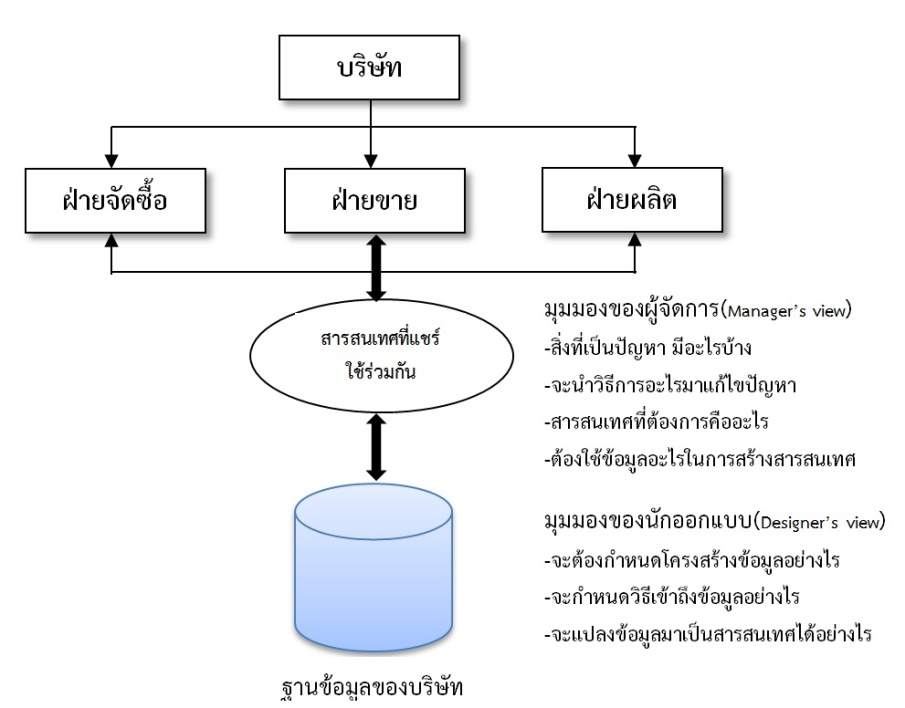 บริษัท
ฝ่ายจัดซื้อ
ฝ่ายขาย
ฝ่ายผลิต
สารสนเทศที่แชร์
ใช้ร่วมกัน
มุมมองของผู้จัดการ(Manager's view)
-สิ่งที่เป็นปัญหา มีอะไรบ้าง
-จะนำวิธีการอะไรมาแก้ไขปัญหา
-สารสนเทศที่ต้องการคืออะไร
-ต้องใช้ข้อมูลอะไรในการสร้างสารสนเทศ
มุมมองของนักออกแบบ(Designer's view)
-จะต้องกำหนดโครงสร้างข้อมูลอย่างไร
-จะกำหนดวิธีเข้าถึงข้อมูลอย่างไร
-จะแปลงข้อมูลมาเป็นสารสนเทศได้อย่างไร
ฐานข้อมูลของบริษัท